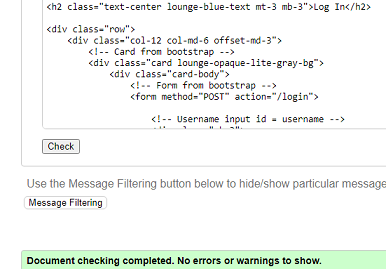 <h2 class="text-center lounge-blue-text mt-3 mb-3">Log In</h2>
<div class="row">
<div class="col-12 col-md-6 offset-md-3">
<!-- Card from bootstrap -->
<div class="card lounge-opaque-lite-gray-bg">
<div class="card-body">
<!-- Form from bootstrap -->
<form method="POST" action="/login">
<!-- Username input id = username -->
Check
Use the Message Filtering button below to hide/show particular message
Message Filtering
Document checking completed. No errors or warnings to show.